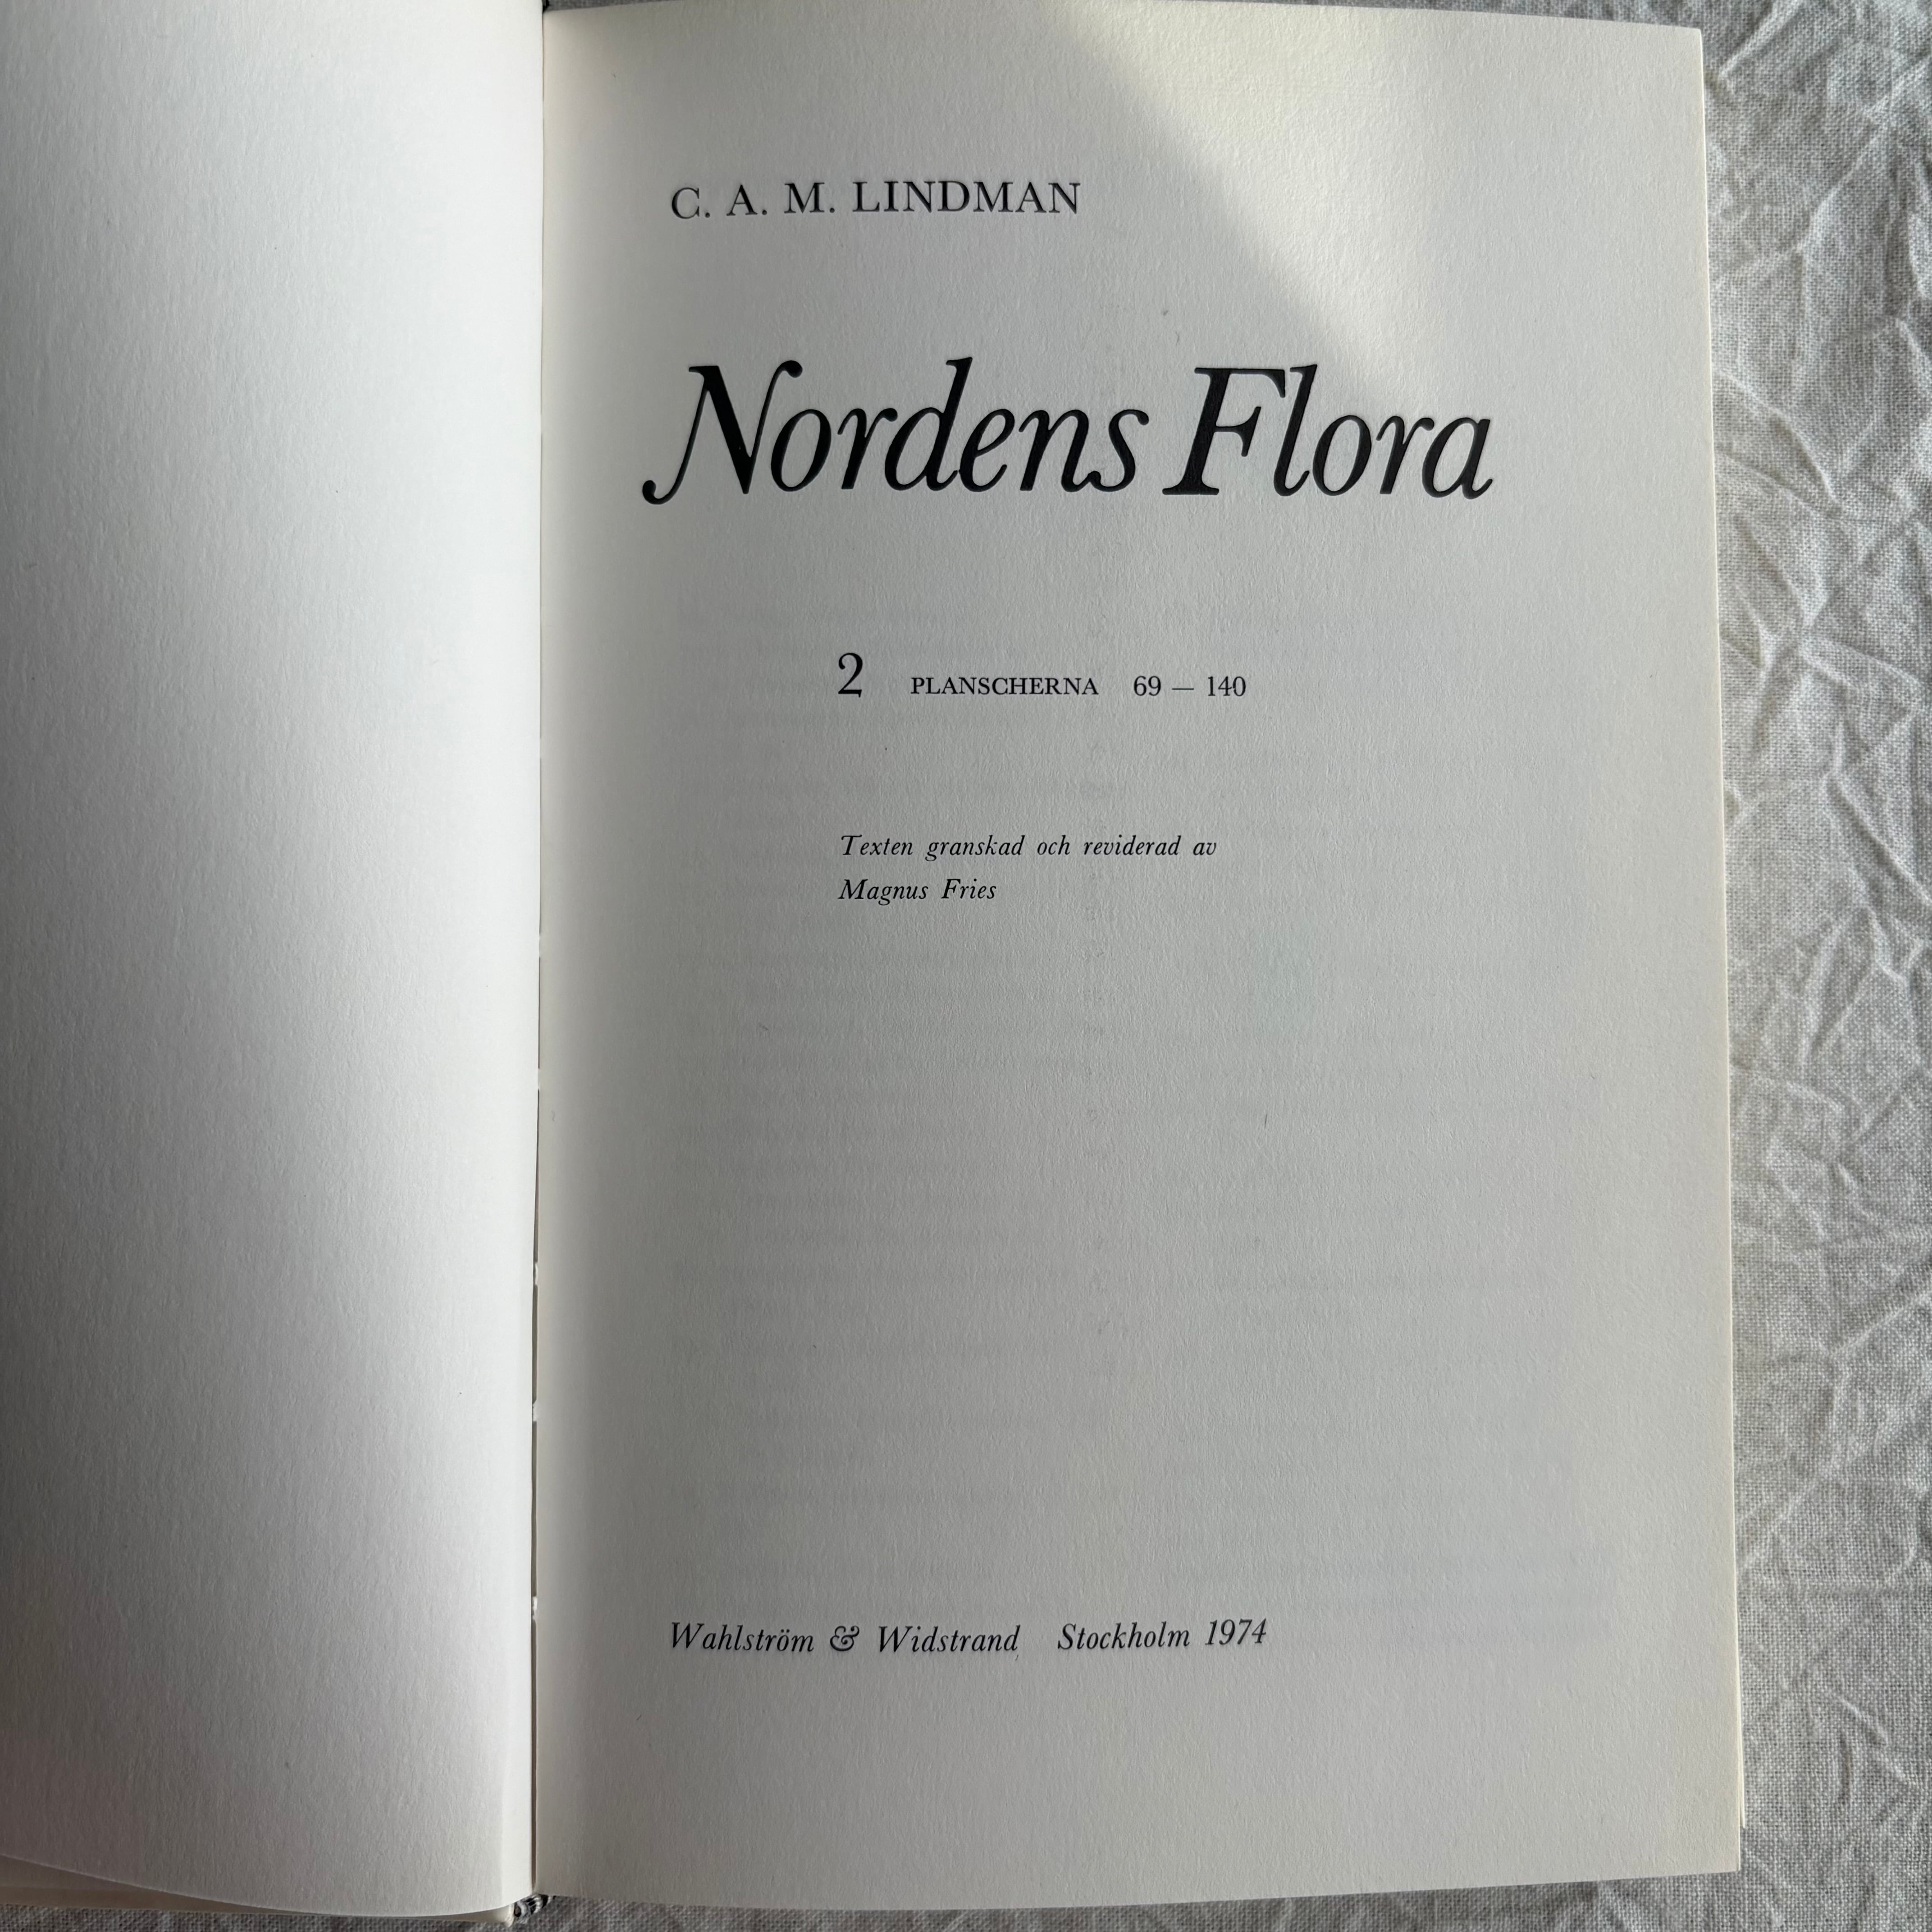 C. A. M. LINDMAN
Nordens Flora
2 PLANSCHERNA 69 — 140
Texten granskad och reviderad av
Magnus Fries
Wahlström & Widstrand Stockholm 1974